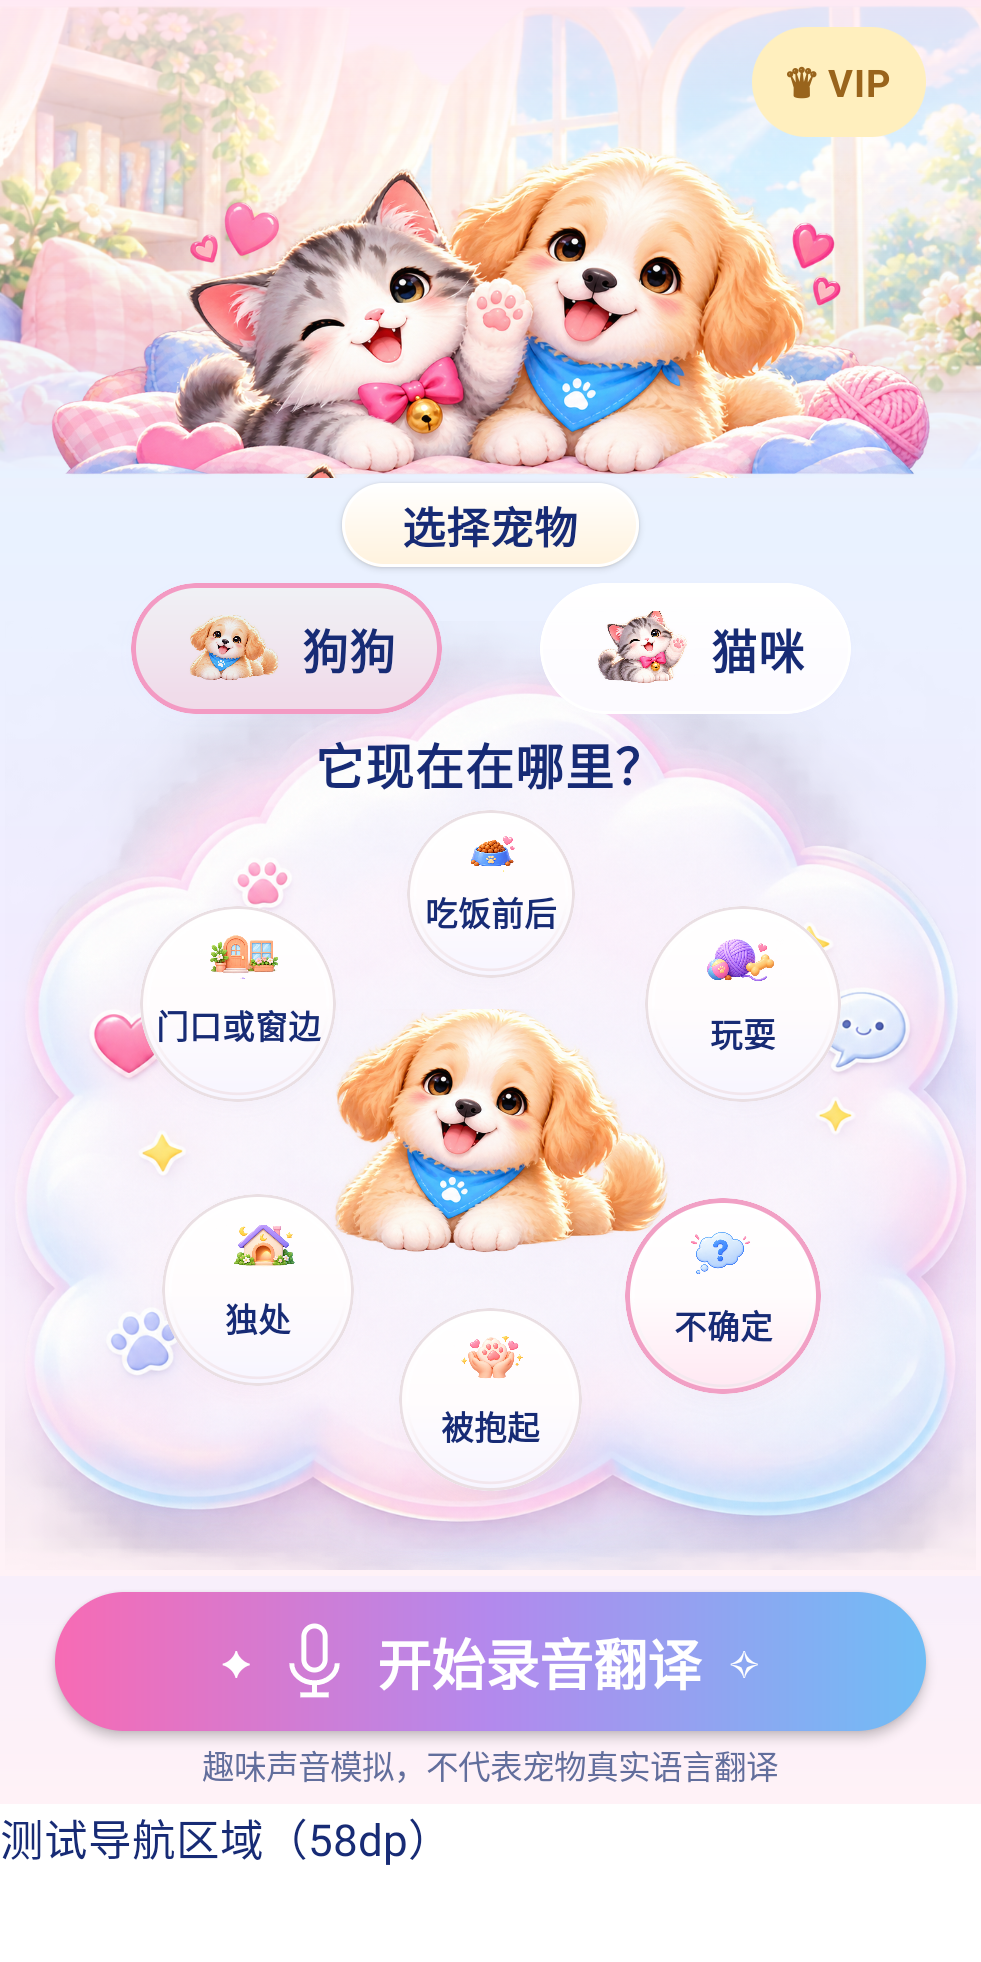 VIP
选择宠物
狗狗
猫咪
它现在在哪里？
吃饭前后
门口或窗边
玩耍
独处
不确定
被抱起
开始录音翻译
趣味声音模拟，不代表宠物真实语言翻译
测试导航区域（58dp）